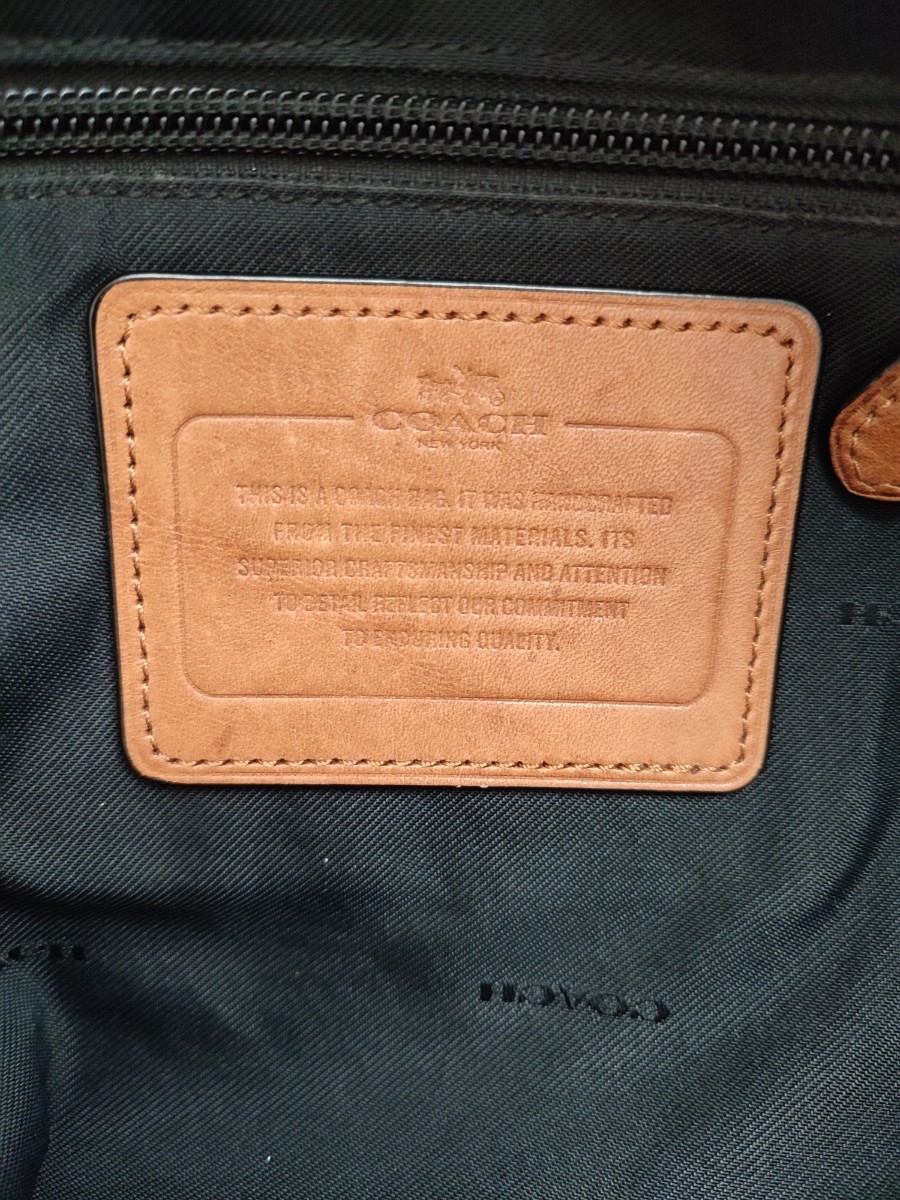 COACH
NEW YORK
THIS IS A COACH BAG. IT WAS HANDCRAFTED
FROM THE FINEST MATERIALS. ITS
SUPERIOR CRAFTSMANSHIP AND ATTENTION
TO DETAIL REFLECT OUR COMMITMENT
TO ENDURING QUALITY.
COACH